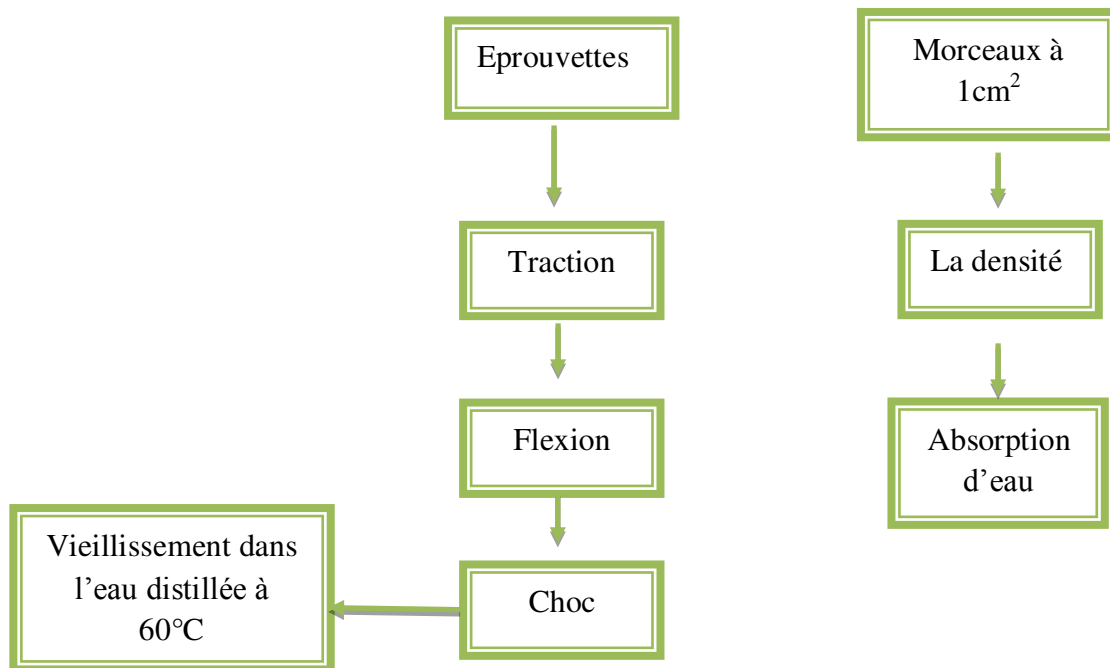 Eprouvettes
Morceaux à
1cm²
Traction
La densité
Flexion
Absorption
d’eau
Vieillissement dans
l’eau distillée à
60°C
Choc